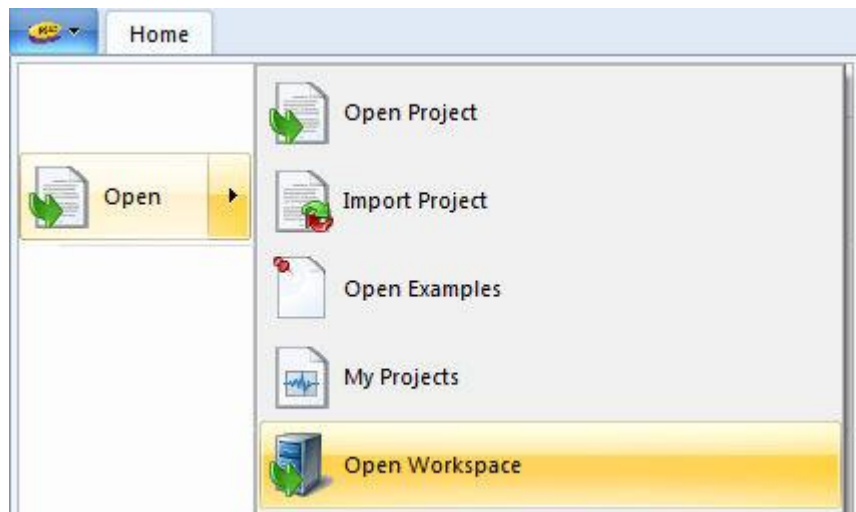 Home
Open
Open Project
Import Project
Open Examples
My Projects
Open Workspace